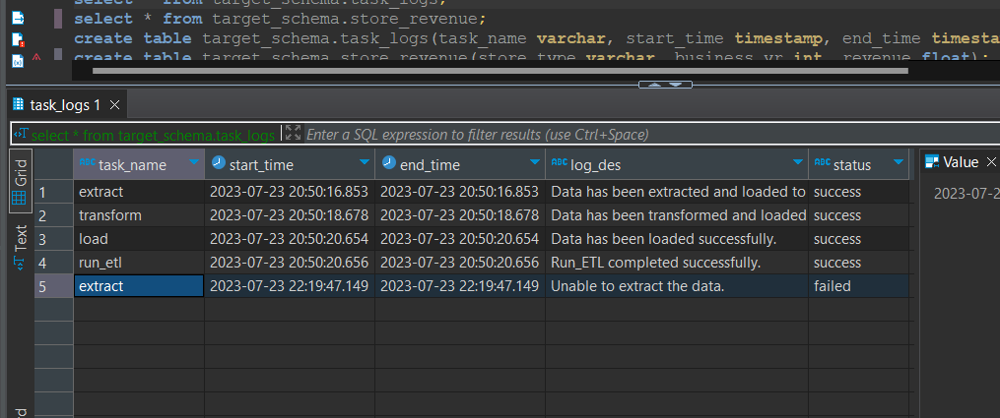 select * from target_schema.task_logs;
select * from target_schema.store_revenue;
create table target_schema.task_logs(task_name varchar, start_time timestamp, end_time timesta
create table target_schema.store_revenue(store_type varchar, business_yr int, revenue float);
task_logs 1
select * from target_schema.task_logs Enter a SQL expression to filter results (use Ctrl+Space)
Grid
Text
ABC task_name start_time end_time ABC log_des ABC status
1 extract 2023-07-23 20:50:16.853 2023-07-23 20:50:16.853 Data has been extracted and loaded to success
2 transform 2023-07-23 20:50:18.678 2023-07-23 20:50:18.678 Data has been transformed and loaded success
3 load 2023-07-23 20:50:20.654 2023-07-23 20:50:20.654 Data has been loaded successfully. success
4 run_etl 2023-07-23 20:50:20.656 2023-07-23 20:50:20.656 Run_ETL completed successfully. success
5 extract 2023-07-23 22:19:47.149 2023-07-23 22:19:47.149 Unable to extract the data. failed
Value
2023-07-2